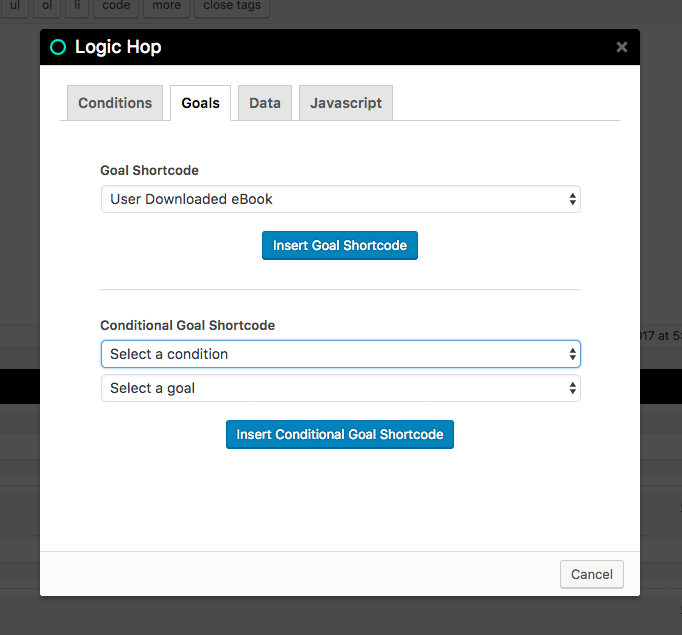 ul ol li code more close tags
Logic Hop ×
Conditions Goals Data Javascript
Goal Shortcode
User Downloaded eBook
Insert Goal Shortcode
Conditional Goal Shortcode
017 at 5:
Select a condition
Select a goal
Insert Conditional Goal Shortcode
Cancel